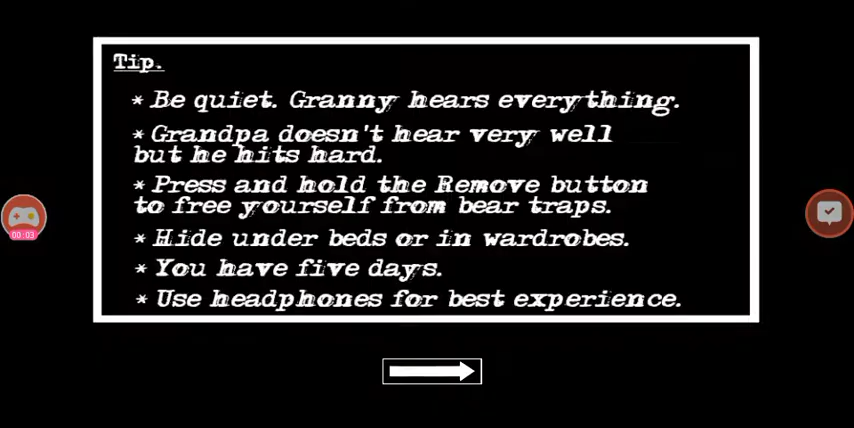 Tip.
* Be quiet. Granny hears everything.
* Grandpa doesn't hear very well
but he hits hard.
* Press and hold the Remove button
to free yourself from bear traps.
* Hide under beds or in wardrobes.
* You have five days.
* Use headphones for best experience.
00:03